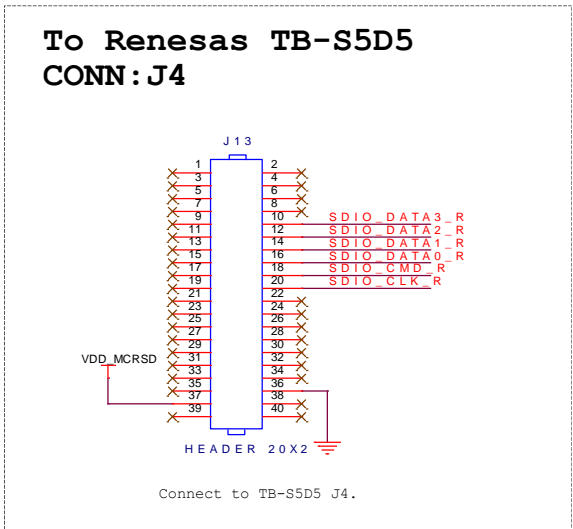 To Renesas TB-S5D5
CONN:J4
J13
1 2
3 4
5 6
7 8
9 10 SDIO_DATA3_R
11 12 SDIO_DATA2_R
13 14 SDIO_DATA1_R
15 16 SDIO_DATA0_R
17 18 SDIO_CMD_R
19 20 SDIO_CLK_R
21 22
23 24
25 26
27 28
29 30
VDD_MCRSD 31 32
33 34
35 36
37 38
39 40
HEADER 20X2
Connect to TB-S5D5 J4.